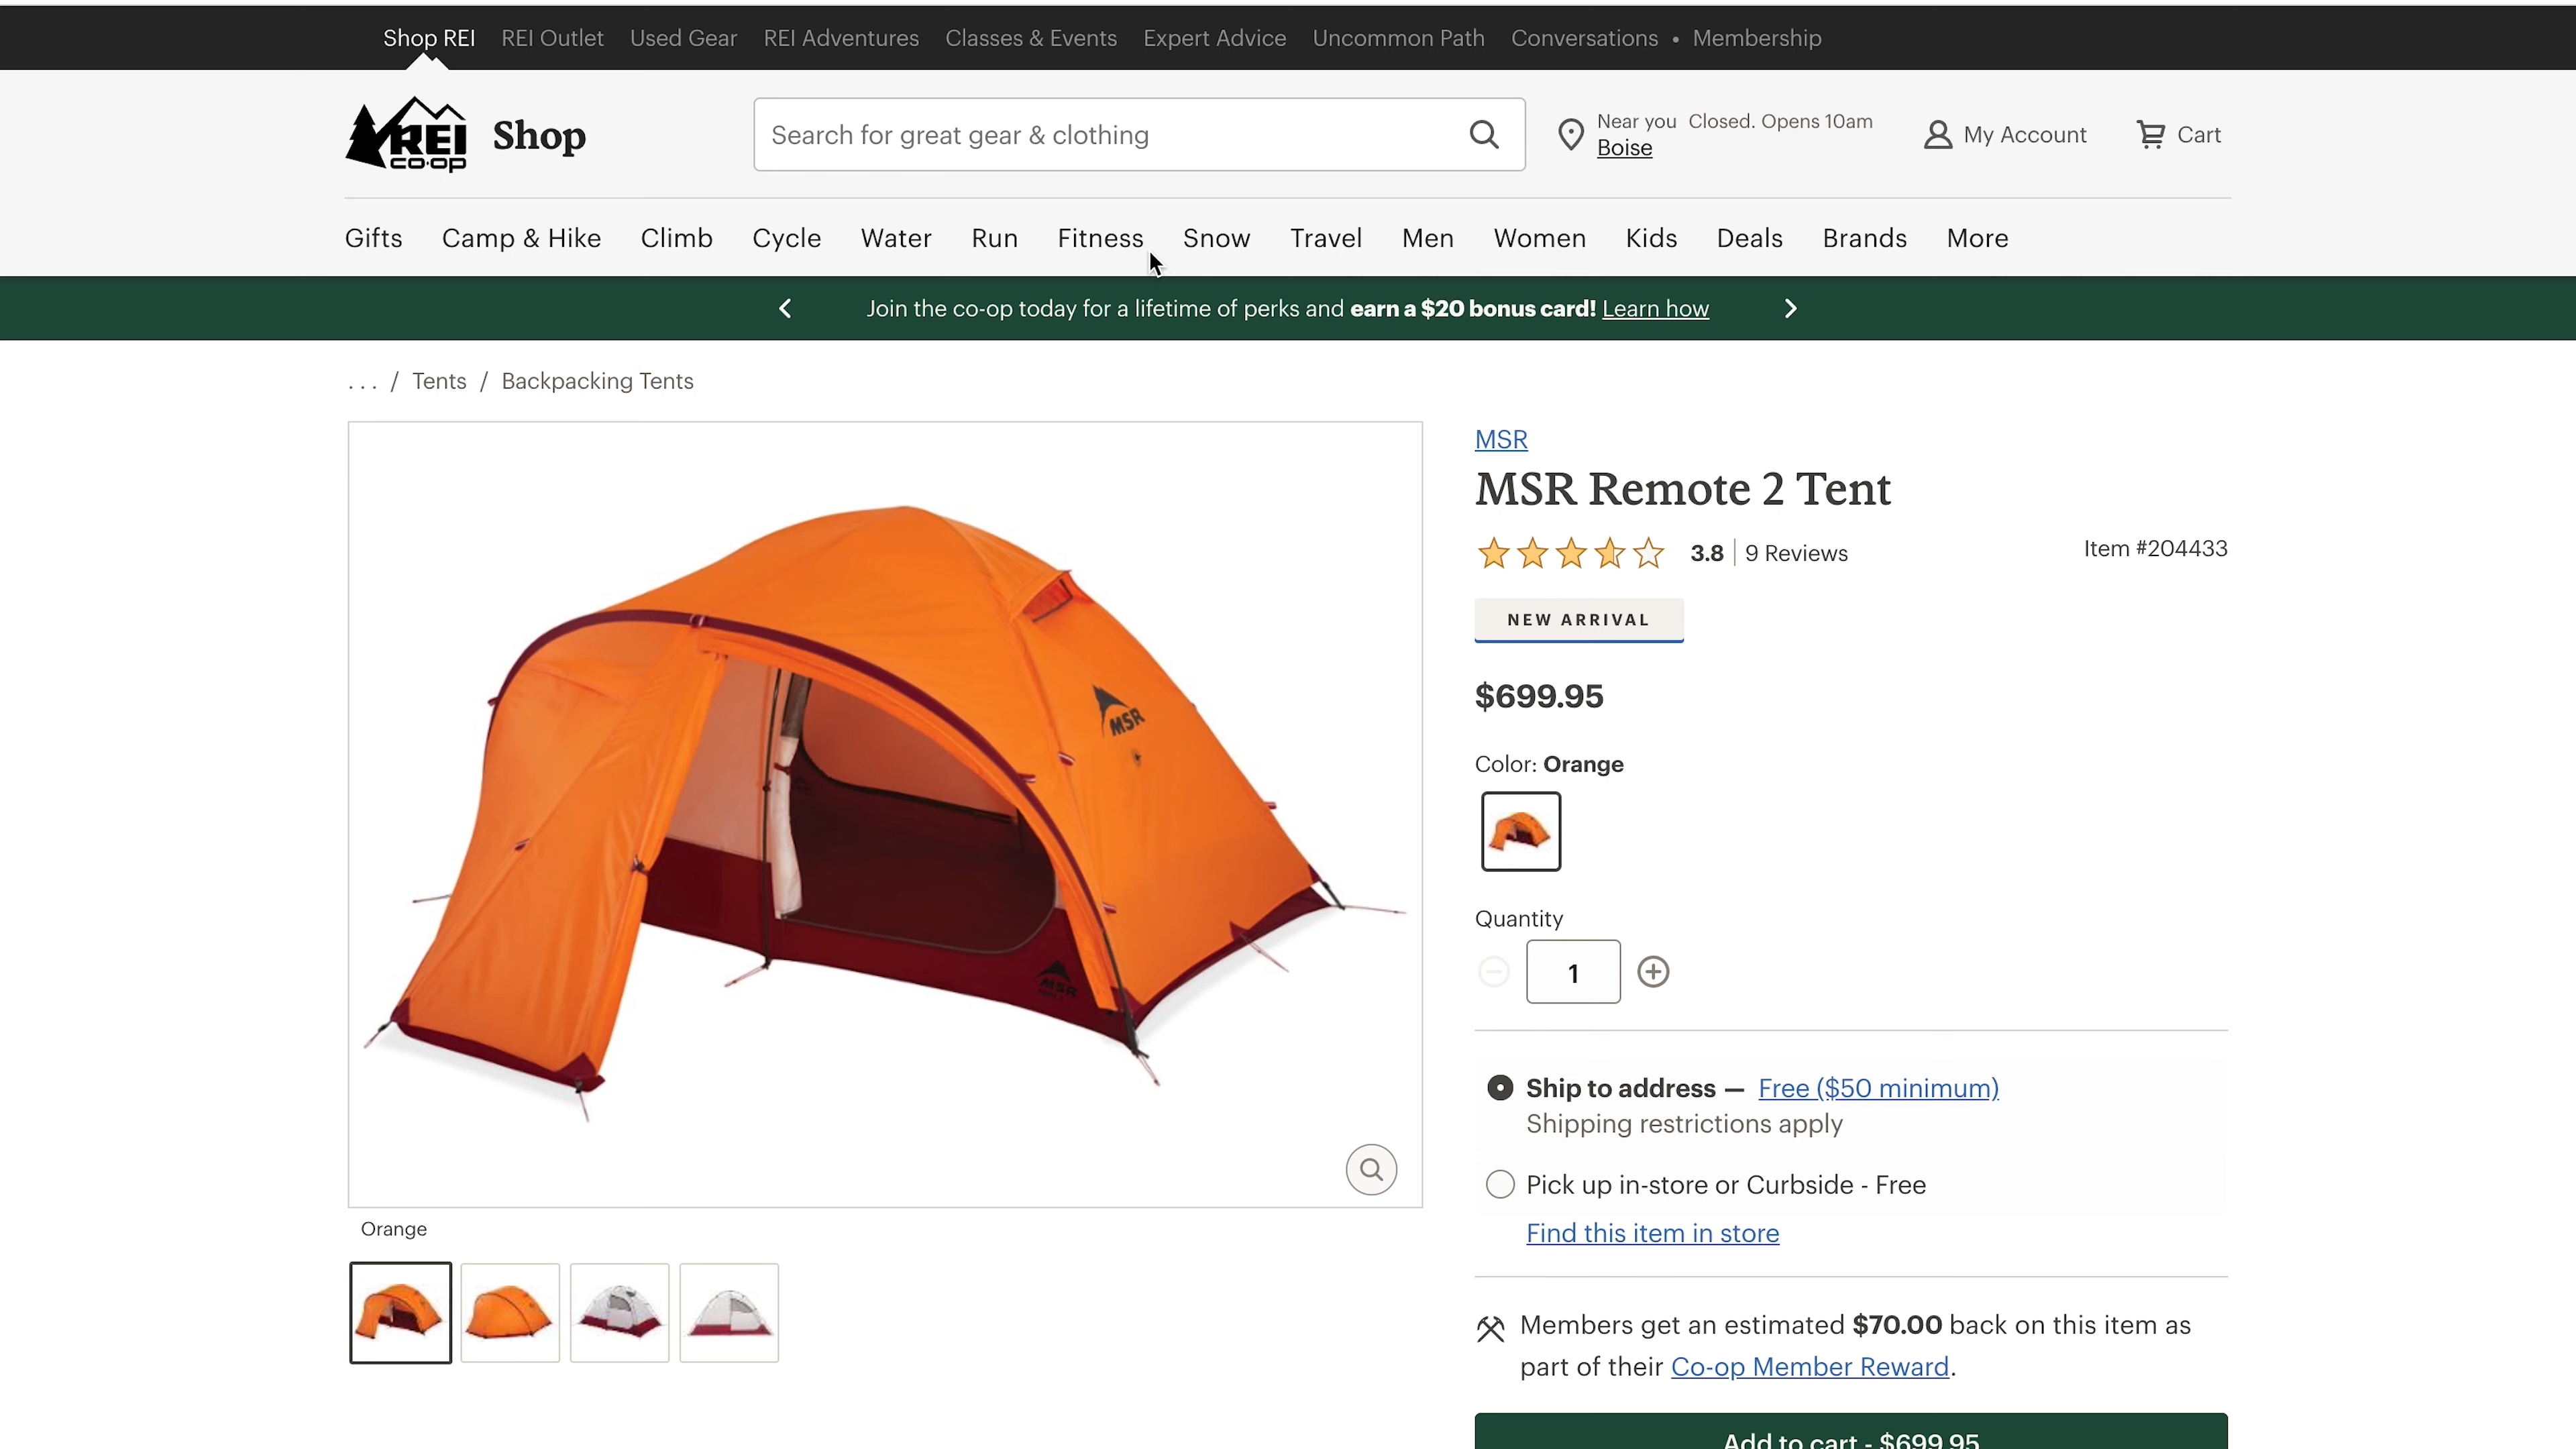 Shop REI REI Outlet Used Gear REI Adventures Classes & Events Expert Advice Uncommon Path Conversations • Membership
REI
CO·OP
Shop
Search for great gear & clothing
Near you Closed. Opens 10am
Boise
My Account
Cart
Gifts Camp & Hike Climb Cycle Water Run Fitness Snow Travel Men Women Kids Deals Brands More
Join the co-op today for a lifetime of perks and earn a $20 bonus card! Learn how
... / Tents / Backpacking Tents
MSR
MSR
MSR
MSR Remote 2 Tent
3.8 | 9 Reviews
Item #204433
NEW ARRIVAL
$699.95
Color: Orange
Quantity
1
Ship to address — Free ($50 minimum)
Shipping restrictions apply
Pick up in-store or Curbside - Free
Find this item in store
Orange
Members get an estimated $70.00 back on this item as
part of their Co-op Member Reward.
Add to cart - $699.95